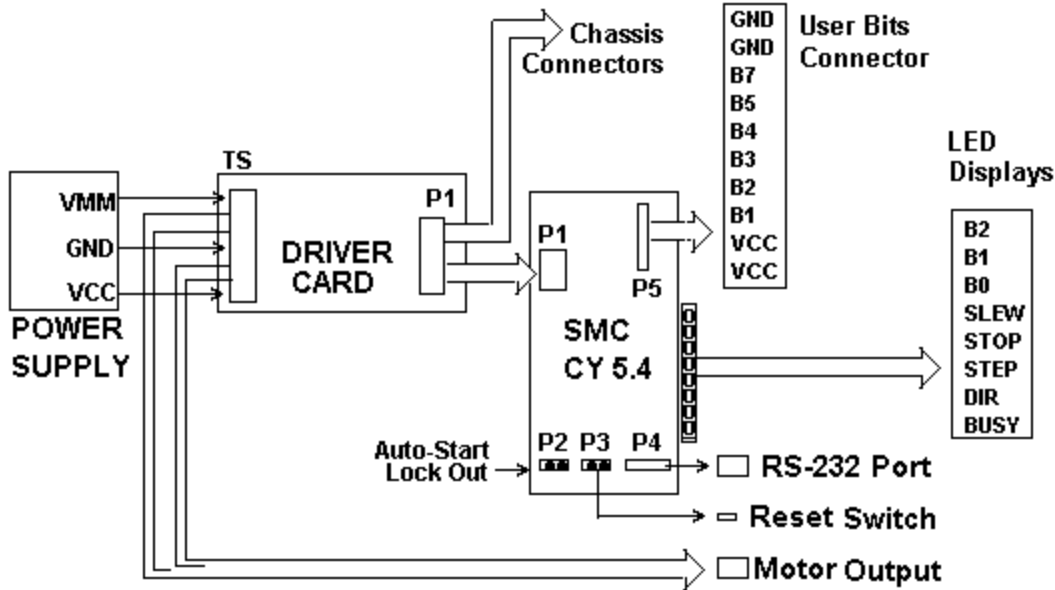 Chassis
Connectors
GND
GND
B7
B5
B4
B3
B2
B1
VCC
VCC
User Bits
Connector
LED
Displays
B2
B1
B0
SLEW
STOP
STEP
DIR
BUSY
TS
VMM
GND
VCC
POWER
SUPPLY
P1
DRIVER
CARD
P1
P5
SMC
CY 5.4
P2
P3
P4
Auto-Start
Lock Out
RS-232 Port
Reset Switch
Motor Output